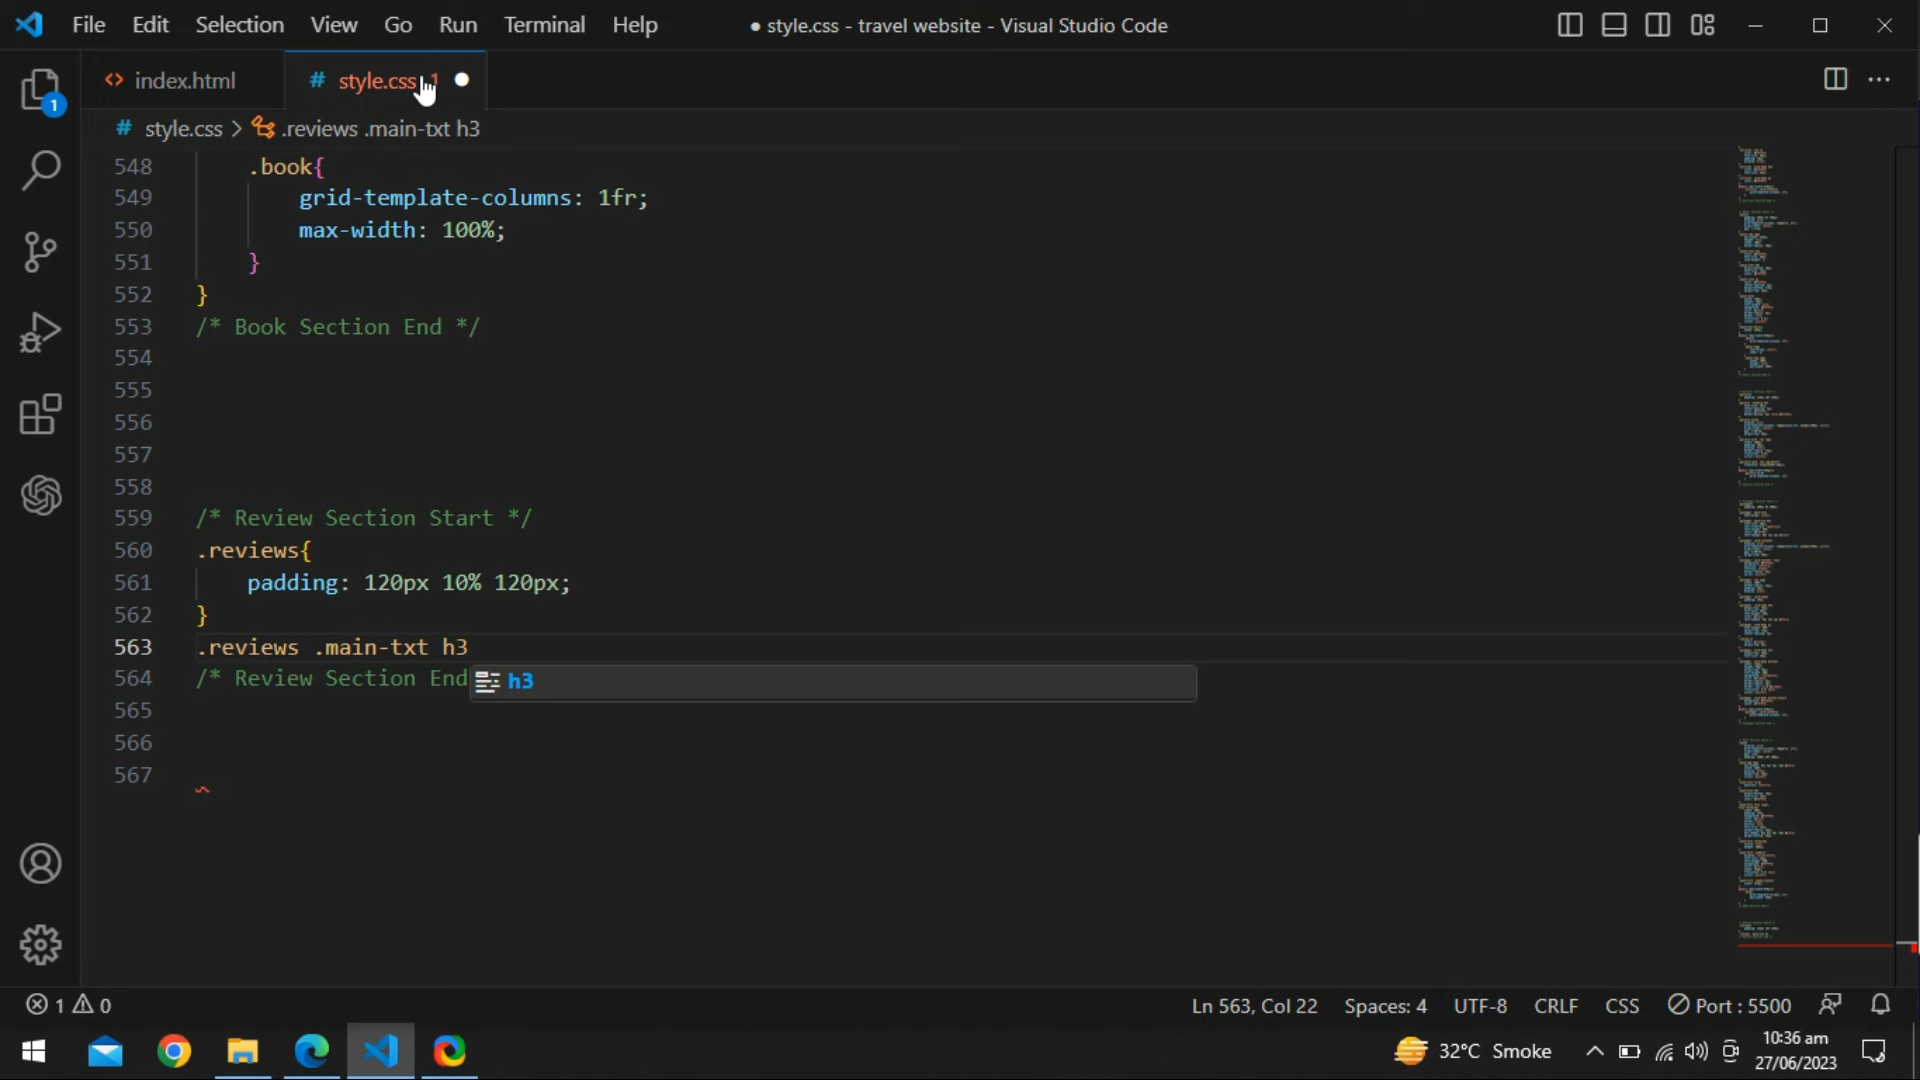 File Edit Selection View Go Run Terminal Help
● style.css - travel website - Visual Studio Code
<> index.html
# style.css 1
# style.css > .reviews .main-txt h3
548 .book{
549 grid-template-columns: 1fr;
550 max-width: 100%;
551 }
552 }
553 /* Book Section End */
554
555
556
557
558
559 /* Review Section Start */
560 .reviews{
561 padding: 120px 10% 120px;
562 }
563 .reviews .main-txt h3
564 /* Review Section End
h3
565
566
567
1
1 0
Ln 563, Col 22 Spaces: 4 UTF-8 CRLF CSS Port : 5500
32°C Smoke
10:36 am
27/06/2023